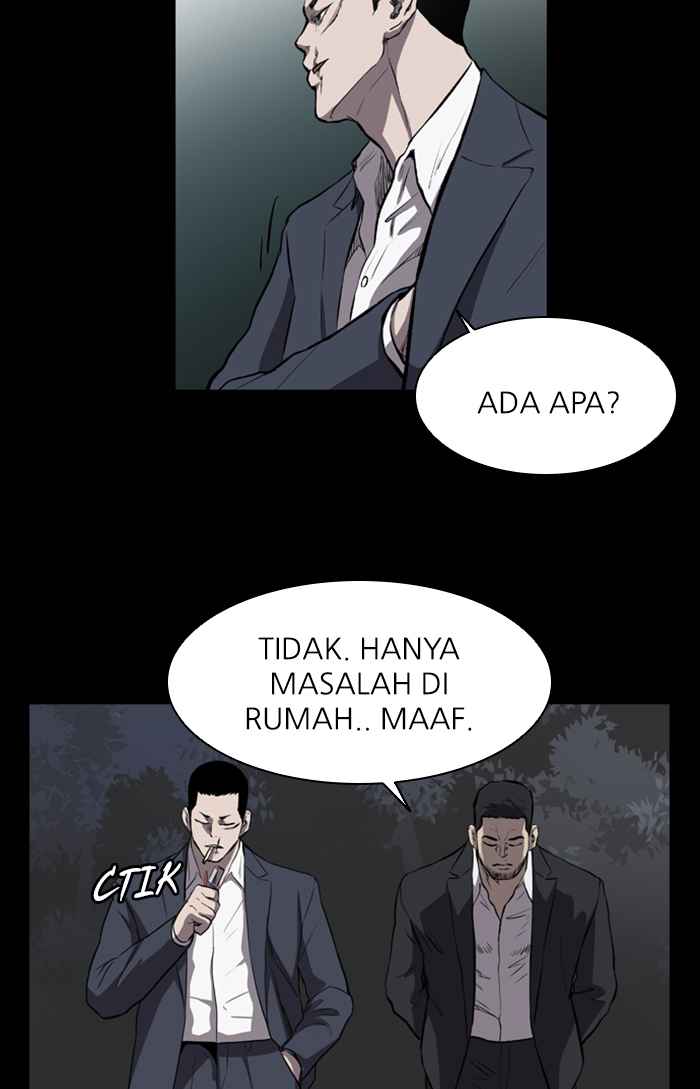 ADA APA?
TIDAK. HANYA
MASALAH DI
RUMAH.. MAAF.
CTIK